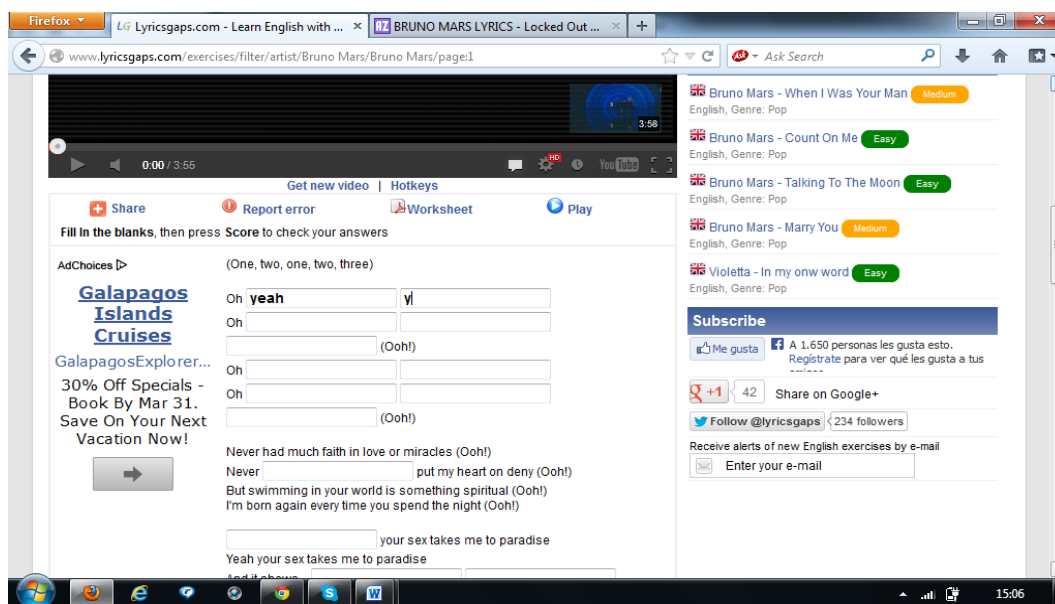 Firefox
LG Lyricsgaps.com - Learn English with ...
AZ BRUNO MARS LYRICS - Locked Out ...
www.lyricsgaps.com/exercises/filter/artist/Bruno Mars/Bruno Mars/page:1
Ask Search
3:58
0:00 / 3:55
HD
YouTube
Get new video | Hotkeys
Share
Report error
Worksheet
Play
Fill In the blanks, then press Score to check your answers
AdChoices
Galapagos
Islands
Cruises
GalapagosExplorer...
30% Off Specials -
Book By Mar 31.
Save On Your Next
Vacation Now!
(One, two, one, two, three)
Oh yeah y
Oh
(Ooh!)
Oh
Oh
(Ooh!)
Never had much faith in love or miracles (Ooh!)
Never put my heart on deny (Ooh!)
But swimming in your world is something spiritual (Ooh!)
I'm born again every time you spend the night (Ooh!)
your sex takes me to paradise
Yeah your sex takes me to paradise
And it shows
Bruno Mars - When I Was Your Man Medium
English, Genre: Pop
Bruno Mars - Count On Me Easy
English, Genre: Pop
Bruno Mars - Talking To The Moon Easy
English, Genre: Pop
Bruno Mars - Marry You Medium
English, Genre: Pop
Violetta - In my onw word Easy
English, Genre: Pop
Subscribe
Me gusta
A 1.650 personas les gusta esto.
Regístrate para ver qué les gusta a tus
+1 42 Share on Google+
Follow @lyricsgaps 234 followers
Receive alerts of new English exercises by e-mail
Enter your e-mail
15:06